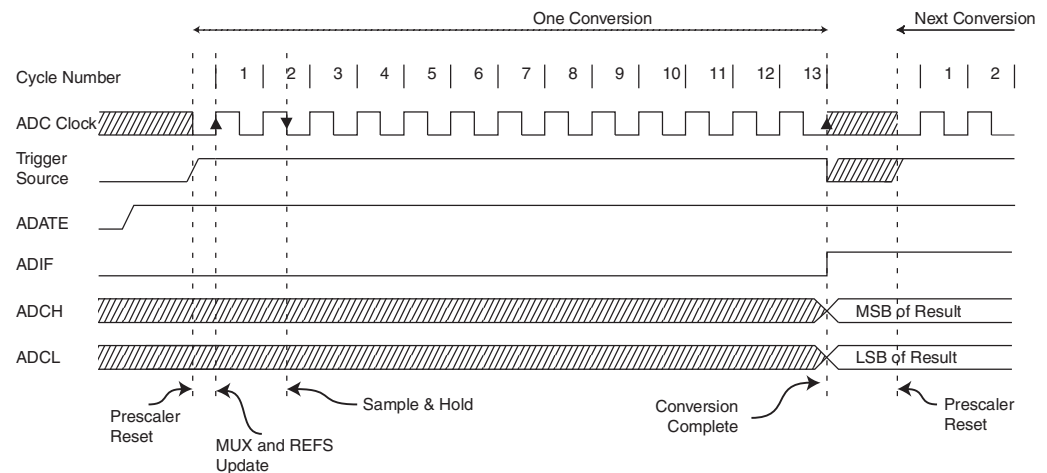 One Conversion
Next Conversion
Cycle Number
1 2 3 4 5 6 7 8 9 10 11 12 13 1 2
ADC Clock
Trigger
Source
ADATE
ADIF
ADCH
MSB of Result
ADCL
LSB of Result
Prescaler
Reset
MUX and REFS
Update
Sample & Hold
Conversion
Complete
Prescaler
Reset